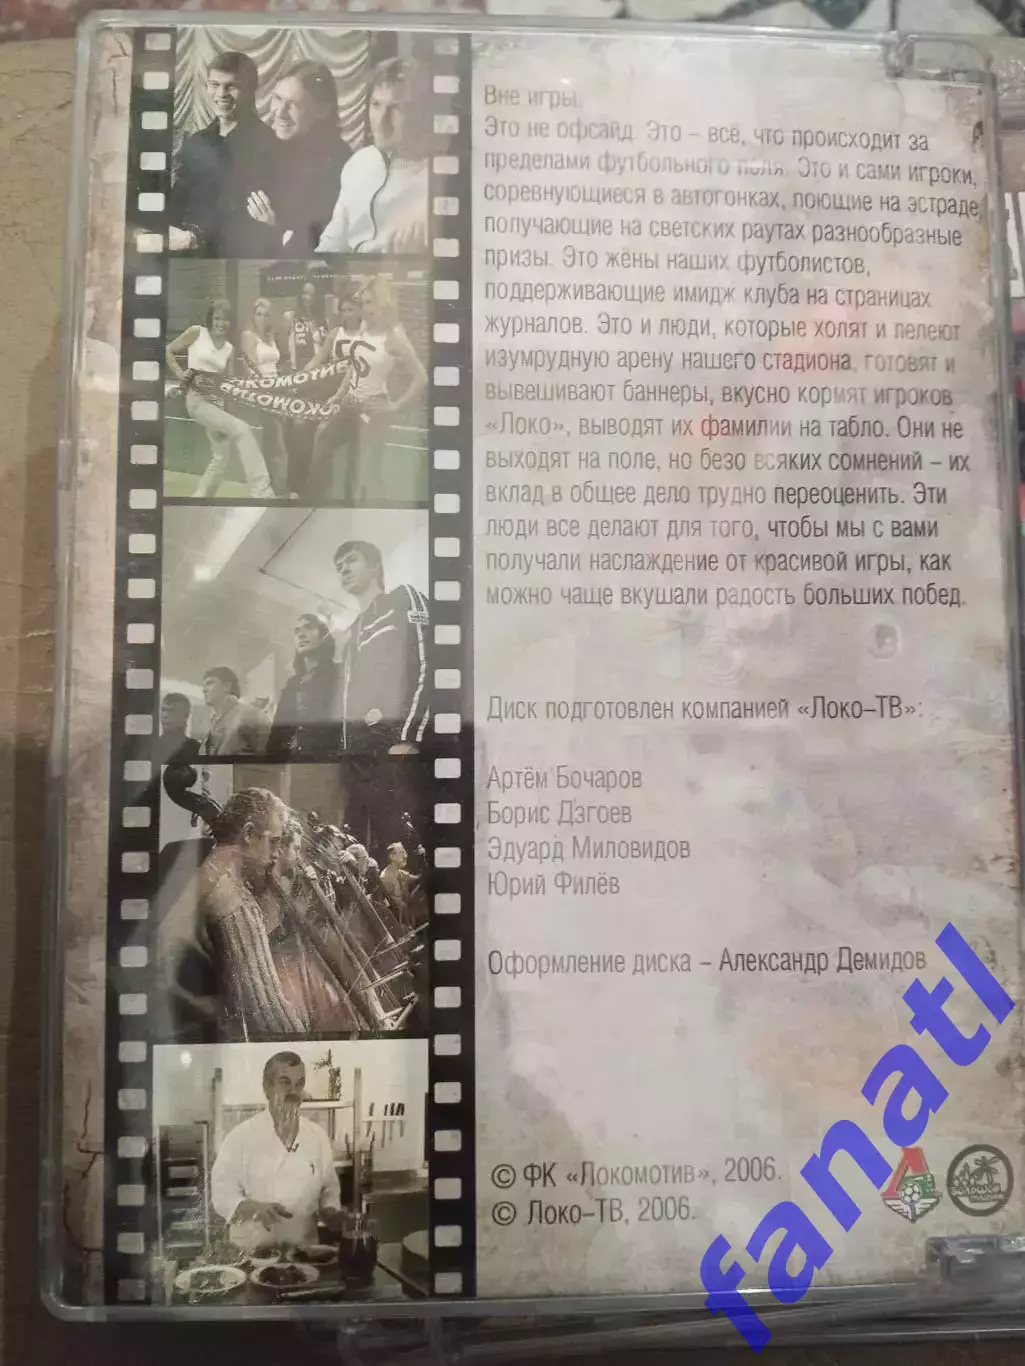 Вне игры.
Это не офсайд. Это – всё, что происходит за
пределами футбольного поля. Это и сами игроки,
соревнующиеся в автогонках, поющие на эстраде,
получающие на светских раутах разнообразные
призы. Это жёны наших футболистов,
поддерживающие имидж клуба на страницах
журналов. Это и люди, которые холят и лелеют
изумрудную арену нашего стадиона, готовят и
вывешивают баннеры, вкусно кормят игроков
«Локо», выводят их фамилии на табло. Они не
выходят на поле, но безо всяких сомнений – их
вклад в общее дело трудно переоценить. Эти
люди все делают для того, чтобы мы с вами
получали наслаждение от красивой игры, как
можно чаще вкушали радость больших побед.
Диск подготовлен компанией «Локо–ТВ»:
Артём Бочаров
Борис Дзгоев
Эдуард Миловидов
Юрий Филёв
Оформление диска – Александр Демидов
© ФК «Локомотив», 2006.
© Локо–ТВ, 2006.
ЛОКОМОТИВ
ЛОКОМОТИВ
fanatl